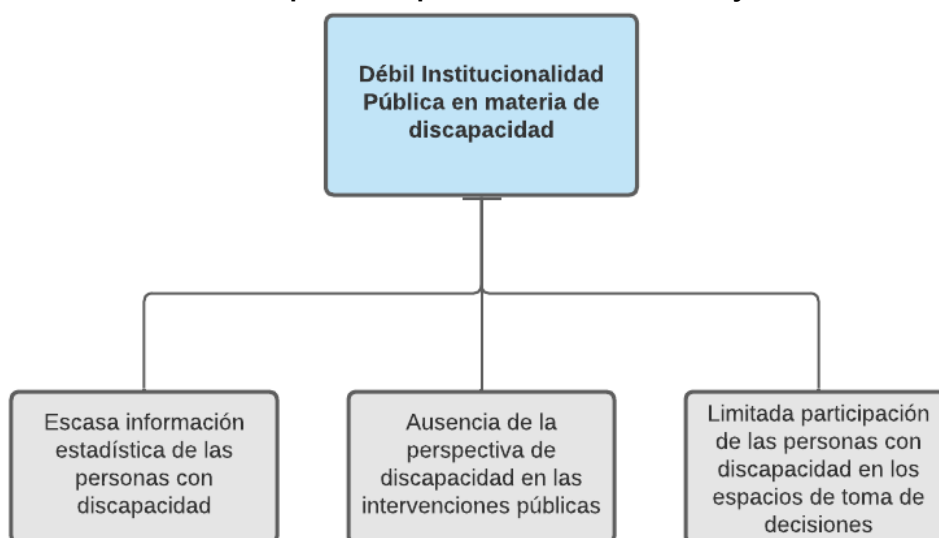 Débil Institucionalidad
Pública en materia de
discapacidad
Escasa información
estadística de las
personas con
discapacidad
Ausencia de la
perspectiva de
discapacidad en las
intervenciones públicas
Limitada participación
de las personas con
discapacidad en los
espacios de toma de
decisiones